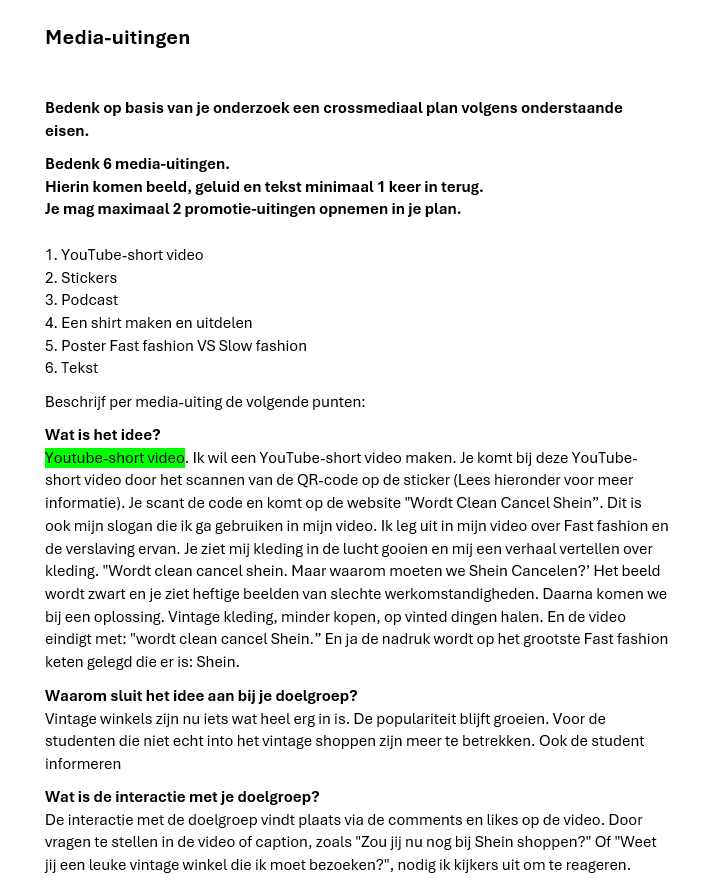 Media-uitingen
Bedenk op basis van je onderzoek een crossmediaal plan volgens onderstaande
eisen.
Bedenk 6 media-uitingen.
Hierin komen beeld, geluid en tekst minimaal 1 keer in terug.
Je mag maximaal 2 promotie-uitingen opnemen in je plan.
1. YouTube-short video
2. Stickers
3. Podcast
4. Een shirt maken en uitdelen
5. Poster Fast fashion VS Slow fashion
6. Tekst
Beschrijf per media-uiting de volgende punten:
Wat is het idee?
Youtube-short video. Ik wil een YouTube-short video maken. Je komt bij deze YouTube-
short video door het scannen van de QR-code op de sticker (Lees hieronder voor meer
informatie). Je scant de code en komt op de website "Wordt Clean Cancel Shein”. Dit is
ook mijn slogan die ik ga gebruiken in mijn video. Ik leg uit in mijn video over Fast fashion en
de verslaving ervan. Je ziet mij kleding in de lucht gooien en mij een verhaal vertellen over
kleding. "Wordt clean cancel shein. Maar waarom moeten we Shein Cancelen?’ Het beeld
wordt zwart en je ziet heftige beelden van slechte werkomstandigheden. Daarna komen we
bij een oplossing. Vintage kleding, minder kopen, op vinted dingen halen. En de video
eindigt met: "wordt clean cancel Shein.” En ja de nadruk wordt op het grootste Fast fashion
keten gelegd die er is: Shein.
Waarom sluit het idee aan bij je doelgroep?
Vintage winkels zijn nu iets wat heel erg in is. De populariteit blijft groeien. Voor de
studenten die niet echt into het vintage shoppen zijn meer te betrekken. Ook de student
informeren
Wat is de interactie met je doelgroep?
De interactie met de doelgroep vindt plaats via de comments en likes op de video. Door
vragen te stellen in de video of caption, zoals "Zou jij nu nog bij Shein shoppen?" Of "Weet
jij een leuke vintage winkel die ik moet bezoeken?", nodig ik kijkers uit om te reageren.